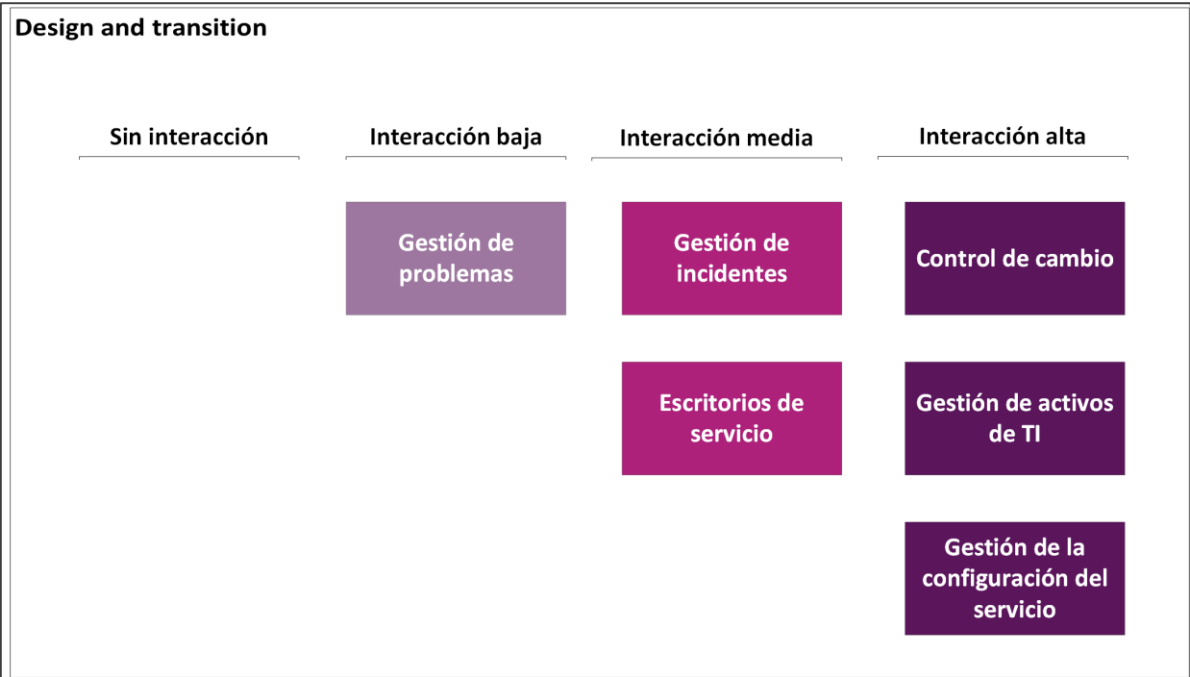 Design and transition
Sin interacción
Interacción baja
Interacción media
Interacción alta
Gestión de
problemas
Gestión de
incidentes
Control de cambio
Escritorios de
servicio
Gestión de activos
de TI
Gestión de la
configuración del
servicio